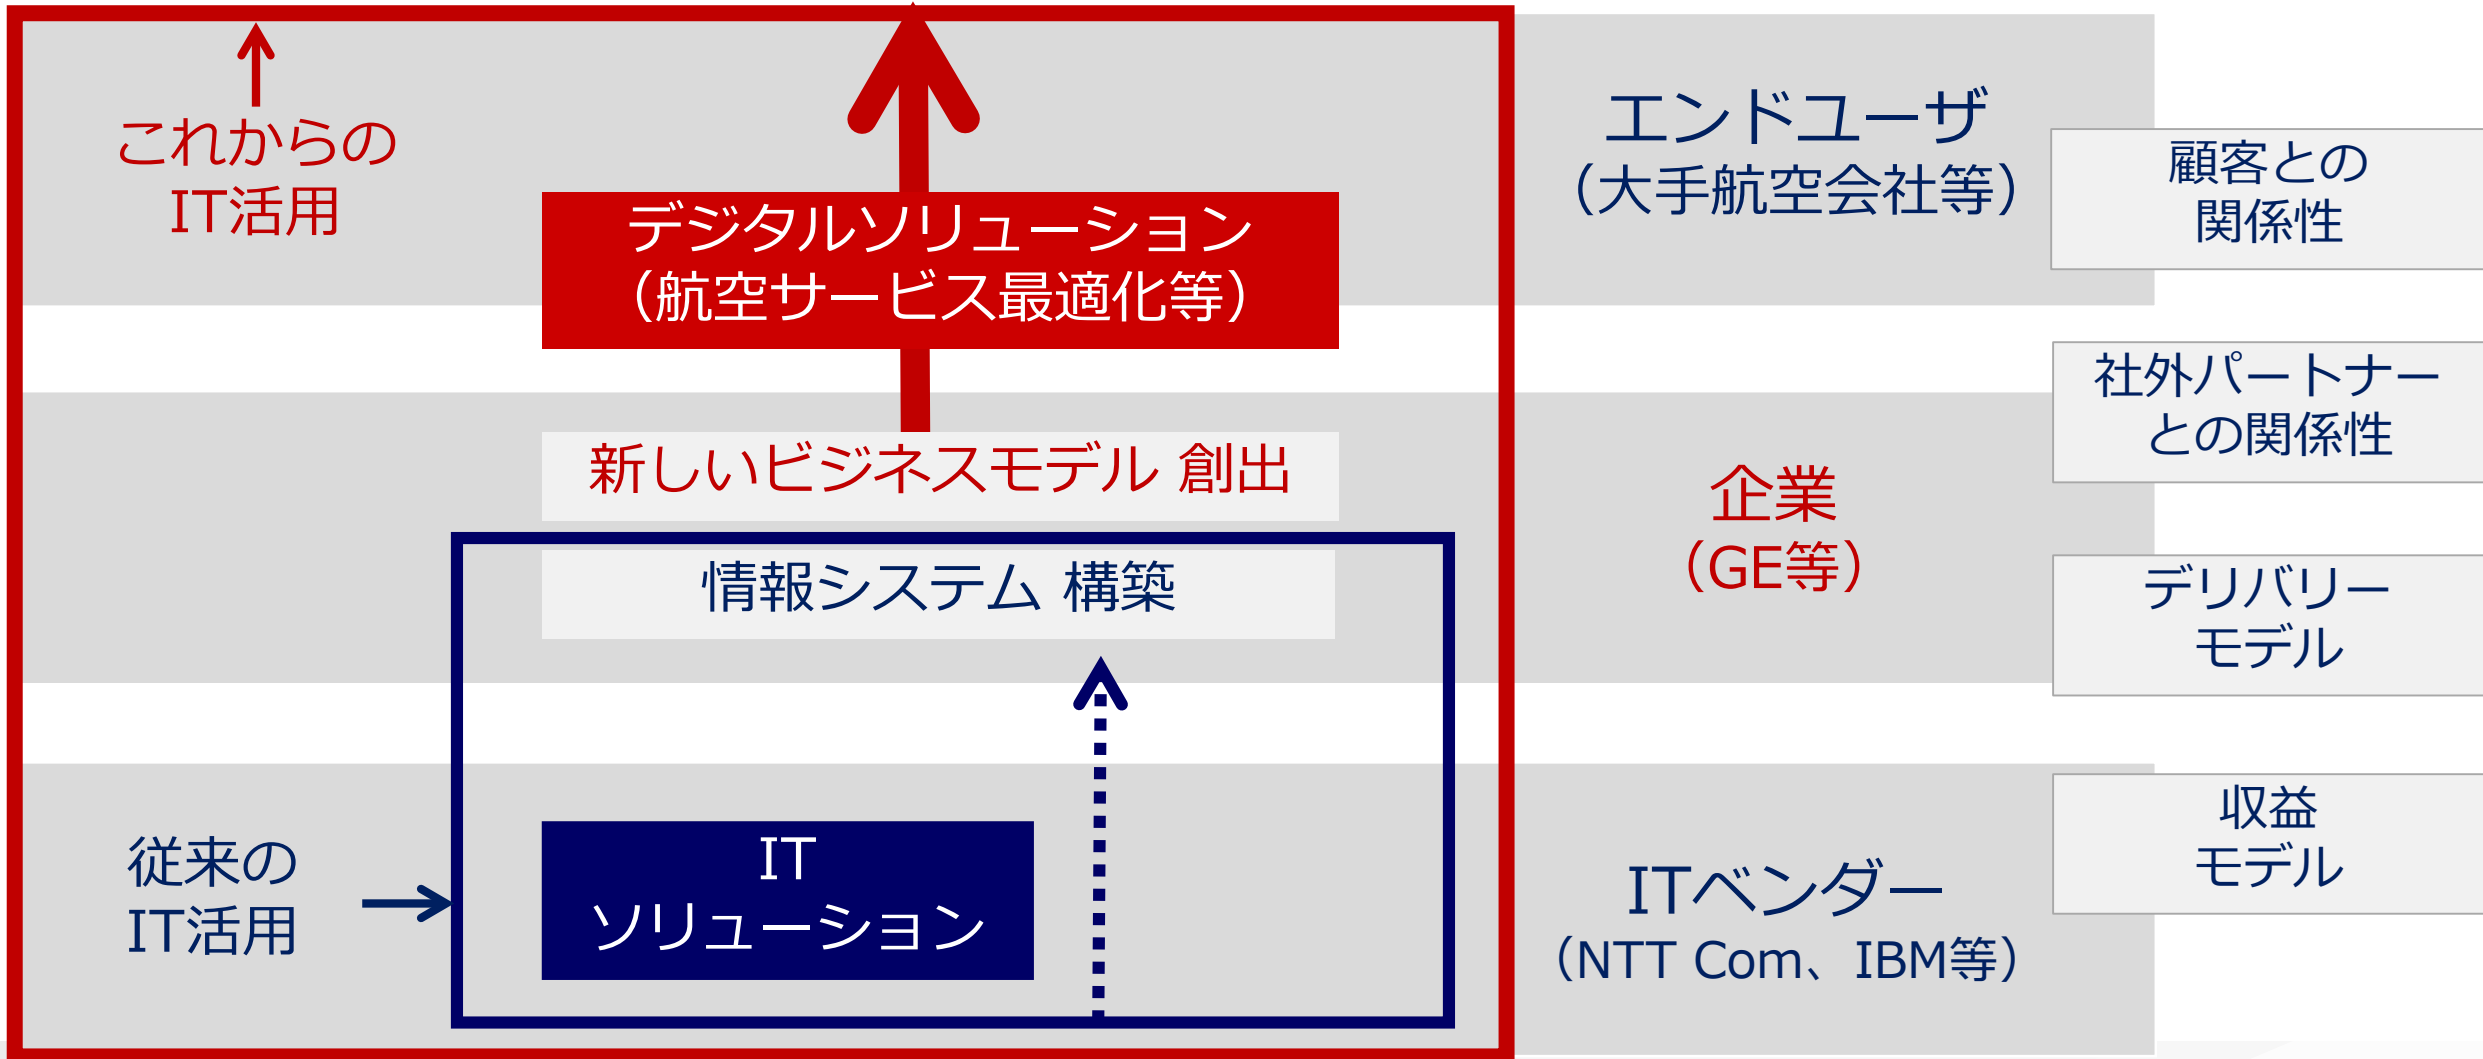 これからの
IT活用
デジタルソリューション
（航空サービス最適化等）
エンドユーザ
（大手航空会社等）
顧客との
関係性
新しいビジネスモデル 創出
情報システム 構築
企業
（GE等）
社外パートナー
との関係性
デリバリー
モデル
従来の
IT活用
IT
ソリューション
ITベンダー
（NTT Com、IBM等）
収益
モデル